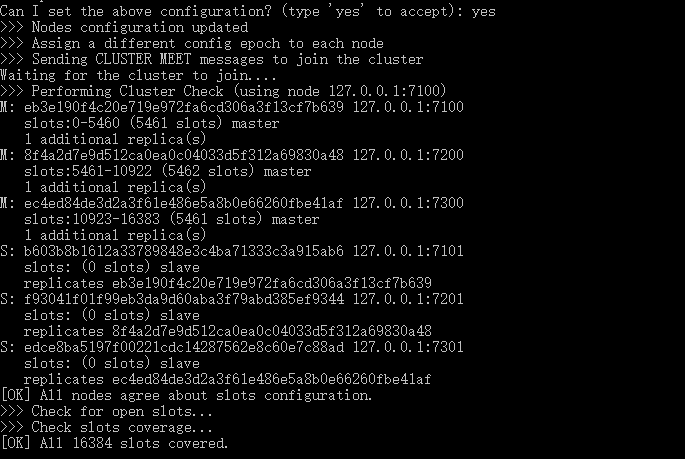 Can I set the above configuration? (type 'yes' to accept): yes
>>> Nodes configuration updated
>>> Assign a different config epoch to each node
>>> Sending CLUSTER MEET messages to join the cluster
Waiting for the cluster to join....
>>> Performing Cluster Check (using node 127.0.0.1:7100)
M: eb3e190f4c20e719e972fa6cd306a3f13cf7b639 127.0.0.1:7100
slots:0-5460 (5461 slots) master
1 additional replica(s)
M: 8f4a2d7e9d512ca0ea0c04033d5f312a69830a48 127.0.0.1:7200
slots:5461-10922 (5462 slots) master
1 additional replica(s)
M: ec4ed84de3d2a3f61e486e5a8b0e66260fbe41af 127.0.0.1:7300
slots:10923-16383 (5461 slots) master
1 additional replica(s)
S: b603b8b1612a33789848e3c4ba71333c3a915ab6 127.0.0.1:7101
slots: (0 slots) slave
replicates eb3e190f4c20e719e972fa6cd306a3f13cf7b639
S: f93041f01f99eb3da9d60aba3f79abd385ef9344 127.0.0.1:7201
slots: (0 slots) slave
replicates 8f4a2d7e9d512ca0ea0c04033d5f312a69830a48
S: edce8ba5197f00221cdc14287562e8c60e7c88ad 127.0.0.1:7301
slots: (0 slots) slave
replicates ec4ed84de3d2a3f61e486e5a8b0e66260fbe41af
[OK] All nodes agree about slots configuration.
>>> Check for open slots...
>>> Check slots coverage...
[OK] All 16384 slots covered.